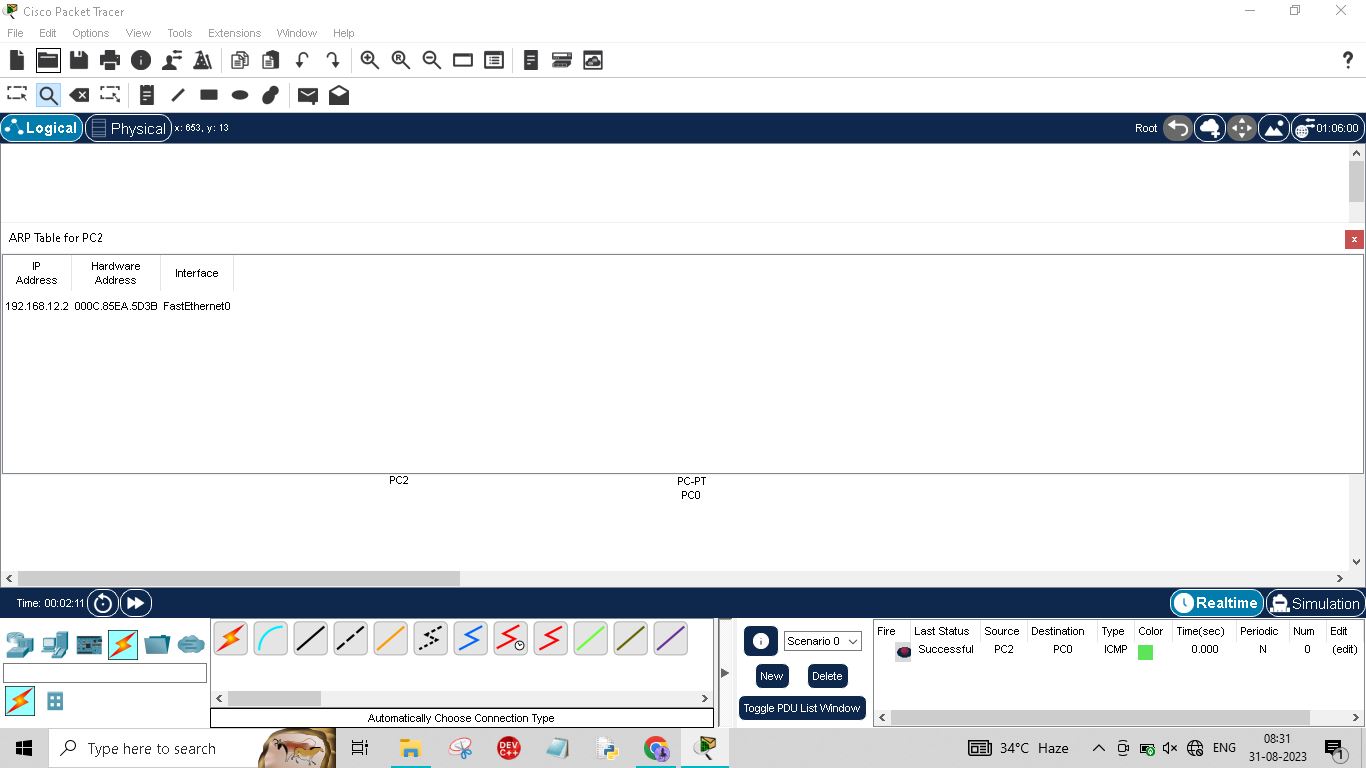 Cisco Packet Tracer
File Edit Options View Tools Extensions Window Help
?
Logical Physical x: 653, y: 13 Root 01:06:00
ARP Table for PC2 x
IP Address Hardware Address Interface
192.168.12.2 000C.85EA.5D3B FastEthernet0
PC2 PC-PT
PC0
Time: 00:02:11 Realtime Simulation
Scenario 0
New Delete
Toggle PDU List Window
Fire Last Status Source Destination Type Color Time(sec) Periodic Num Edit
Successful PC2 PC0 ICMP 0.000 N 0 (edit)
Automatically Choose Connection Type
Type here to search DEV C++ 34°C Haze ENG 08:31
31-08-2023 1